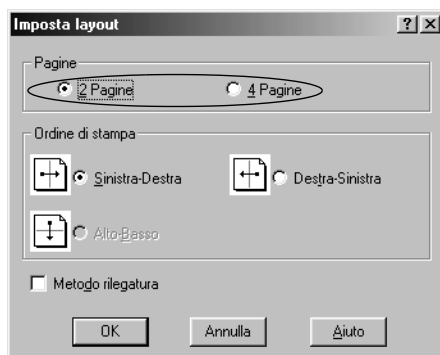 Imposta layout
Pagine
2 Pagine 4 Pagine
Ordine di stampa
Sinistra-Destra Destra-Sinistra
Alto-Basso
Metodo rilegatura
OK Annulla Aiuto